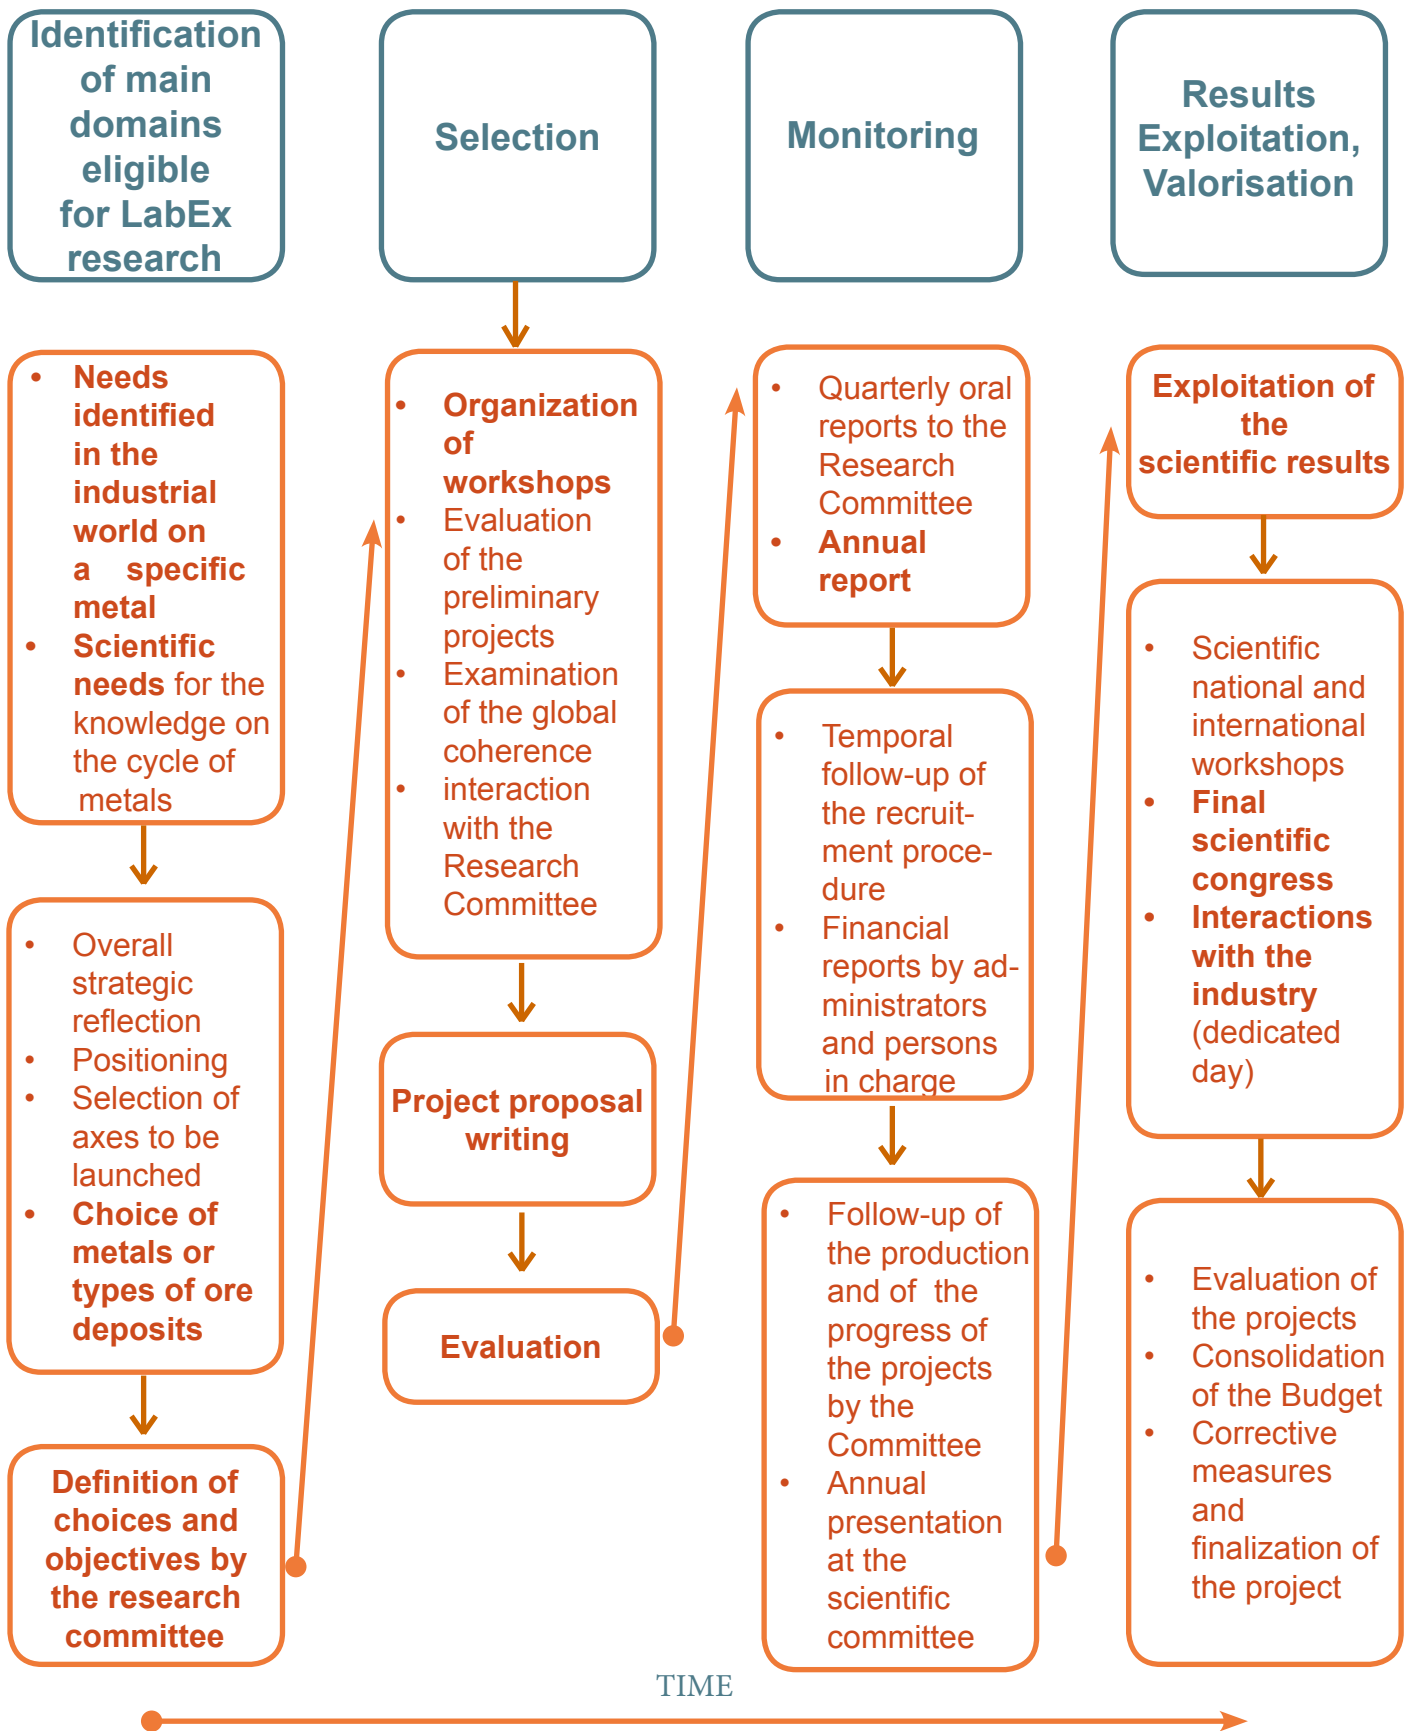 Identification
of main
domains
eligible
for LabEx
research
• Needs
identified
in the
industrial
world on
a specific
metal
• Scientific
needs for the
knowledge on
the cycle of
metals
• Overall
strategic
reflection
• Positioning
• Selection of
axes to be
launched
• Choice of
metals or
types of ore
deposits
Definition of
choices and
objectives by
the research
committee
Selection
• Organization
of
workshops
• Evaluation
of the
preliminary
projects
• Examination
of the global
coherence
• interaction
with the
Research
Committee
Project proposal
writing
Evaluation
Monitoring
• Quarterly oral
reports to the
Research
Committee
• Annual
report
• Temporal
follow-up of
the recruit-
ment proce-
dure
• Financial
reports by ad-
ministrators
and persons
in charge
• Follow-up of
the production
and of the
progress of
the projects
by the
Committee
• Annual
presentation
at the
scientific
committee
Results
Exploitation,
Valorisation
Exploitation of
the
scientific results
• Scientific
national and
international
workshops
• Final
scientific
congress
• Interactions
with the
industry
(dedicated
day)
• Evaluation of
the projects
• Consolidation
of the Budget
• Corrective
measures
and
finalization of
the project
TIME